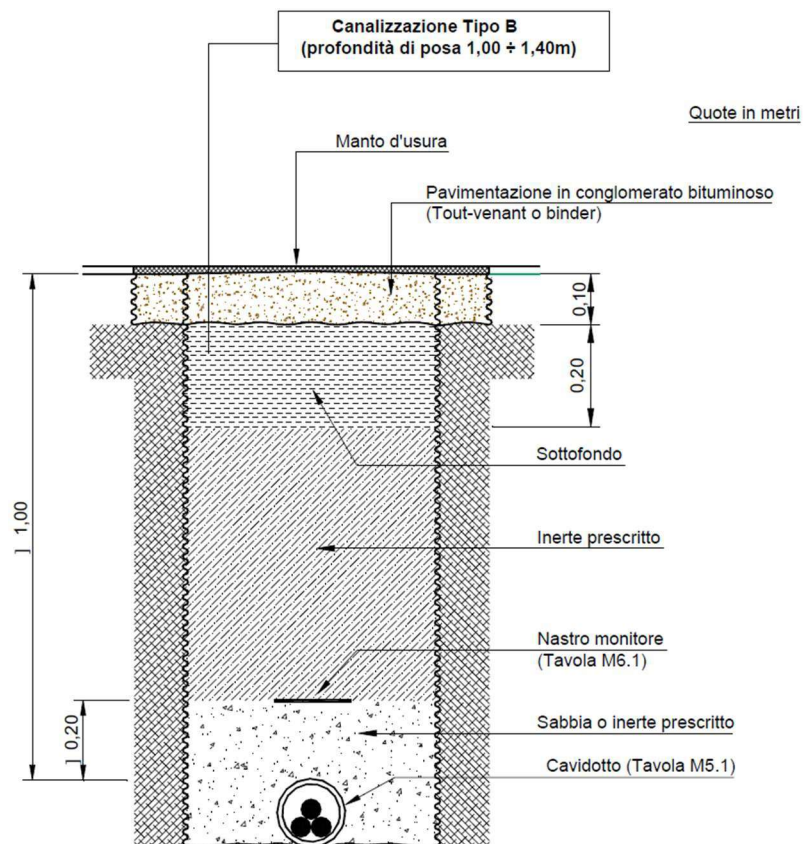 Canalizzazione Tipo B
(profondità di posa 1,00 ÷ 1,40m)
Quote in metri
Manto d'usura
Pavimentazione in conglomerato bituminoso
(Tout-venant o binder)
0,10
0,20
Sottofondo
] 1,00
Inerte prescritto
Nastro monitore
(Tavola M6.1)
] 0,20
Sabbia o inerte prescritto
Cavidotto (Tavola M5.1)